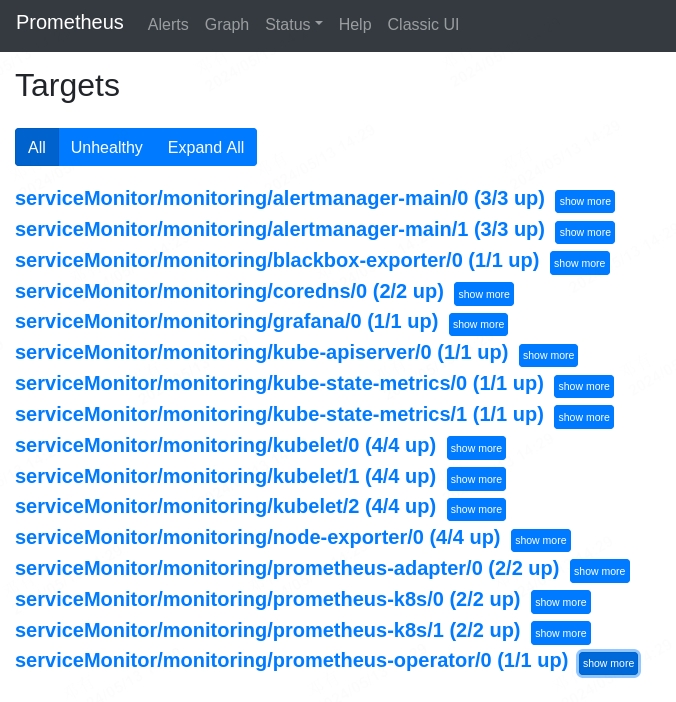 Prometheus Alerts Graph Status Help Classic UI
Targets
All Unhealthy Expand All
serviceMonitor/monitoring/alertmanager-main/0 (3/3 up) show more
serviceMonitor/monitoring/alertmanager-main/1 (3/3 up) show more
serviceMonitor/monitoring/blackbox-exporter/0 (1/1 up) show more
serviceMonitor/monitoring/coredns/0 (2/2 up) show more
serviceMonitor/monitoring/grafana/0 (1/1 up) show more
serviceMonitor/monitoring/kube-apiserver/0 (1/1 up) show more
serviceMonitor/monitoring/kube-state-metrics/0 (1/1 up) show more
serviceMonitor/monitoring/kube-state-metrics/1 (1/1 up) show more
serviceMonitor/monitoring/kubelet/0 (4/4 up) show more
serviceMonitor/monitoring/kubelet/1 (4/4 up) show more
serviceMonitor/monitoring/kubelet/2 (4/4 up) show more
serviceMonitor/monitoring/node-exporter/0 (4/4 up) show more
serviceMonitor/monitoring/prometheus-adapter/0 (2/2 up) show more
serviceMonitor/monitoring/prometheus-k8s/0 (2/2 up) show more
serviceMonitor/monitoring/prometheus-k8s/1 (2/2 up) show more
serviceMonitor/monitoring/prometheus-operator/0 (1/1 up) show more